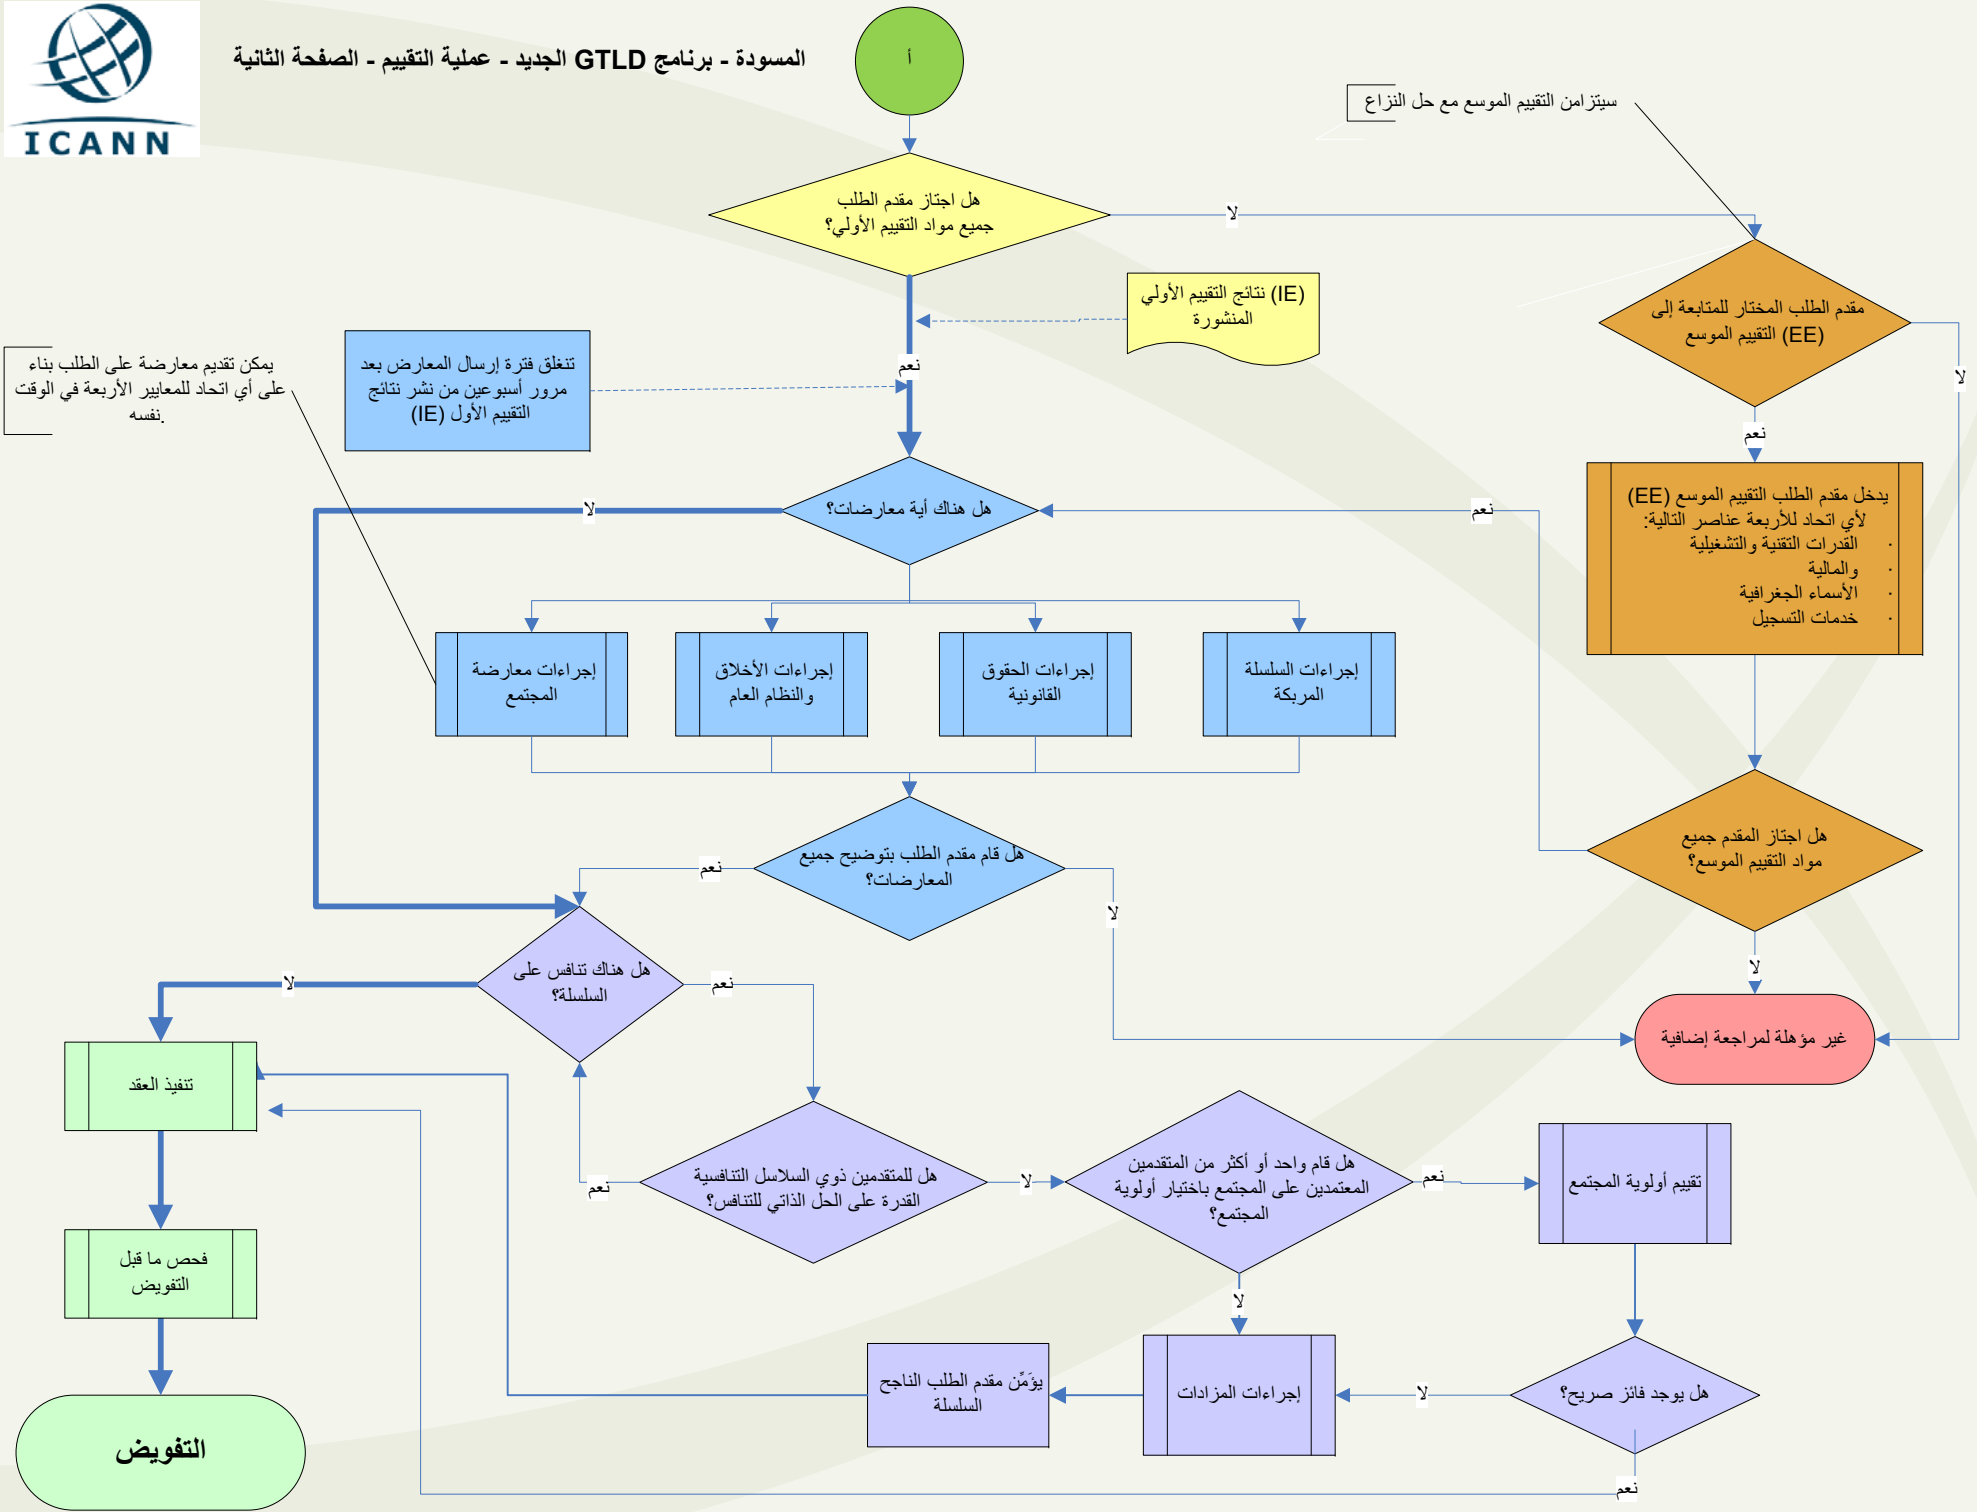 ICANN
المسودة - برنامج GTLD الجديد - عملية التقييم - الصفحة الثانية
أ
سيتزامن التقييم الموسع مع حل النزاع
هل اجتاز مقدم الطلب
جميع مواد التقييم الأولي؟
لا
(IE) نتائج التقييم الأولي
المنشورة
مقدم الطلب المختار للمتابعة إلى
(EE) التقييم الموسع
لا
نعم
تنغلق فترة إرسال المعارض بعد
مرور أسبوعين من نشر نتائج
التقييم الأول (IE)
نعم
يمكن تقديم معارضة على الطلب بناء
على أي اتحاد للمعايير الأربعة في الوقت
نفسه.
يدخل مقدم الطلب التقييم الموسع (EE)
لأي اتحاد للأربعة عناصر التالية:
· القدرات التقنية والتشغيلية
· والمالية
· الأسماء الجغرافية
· خدمات التسجيل
هل هناك أية معارضات؟
لا
نعم
إجراءات السلسلة
المربكة
إجراءات الحقوق
القانونية
إجراءات الأخلاق
والنظام العام
إجراءات معارضة
المجتمع
هل اجتاز المقدم جميع
مواد التقييم الموسع؟
لا
هل قام مقدم الطلب بتوضيح جميع
المعارضات؟
نعم
لا
غير مؤهلة لمراجعة إضافية
هل هناك تنافس على
السلسلة؟
لا
نعم
تنفيذ العقد
هل للمتقدمين ذوي السلاسل التنافسية
القدرة على الحل الذاتي للتنافس؟
نعم
لا
هل قام واحد أو أكثر من المتقدمين
المعتمدين على المجتمع باختيار أولوية
المجتمع؟
نعم
لا
تقييم أولوية المجتمع
فحص ما قبل
التفويض
هل يوجد فائز صريح؟
لا
نعم
إجراءات المزادات
يؤمِّن مقدم الطلب الناجح
السلسلة
التفويض